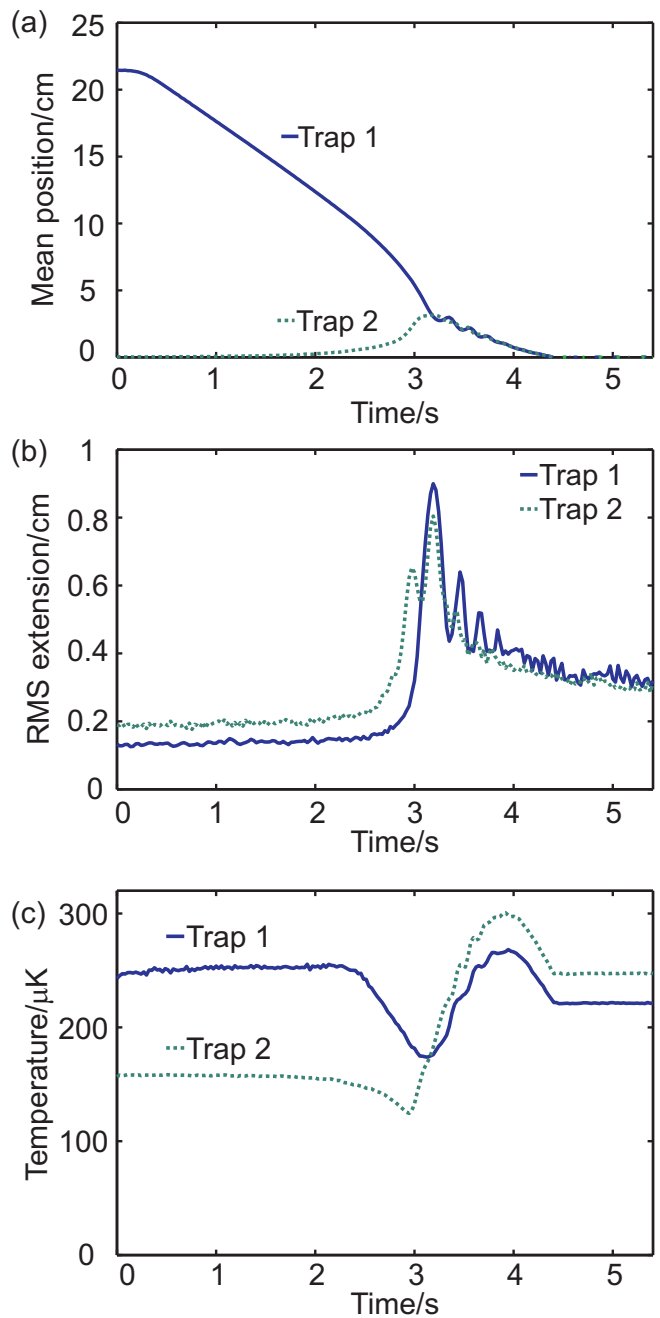 (a)
25
20
15
10
5
0
Mean position/cm
Trap 1
Trap 2
0 1 2 3 4 5
Time/s
(b)
1
0.8
0.6
0.4
0.2
0
RMS extension/cm
Trap 1
Trap 2
0 1 2 3 4 5
Time/s
(c)
300
200
100
0
Temperature/μK
Trap 1
Trap 2
0 1 2 3 4 5
Time/s